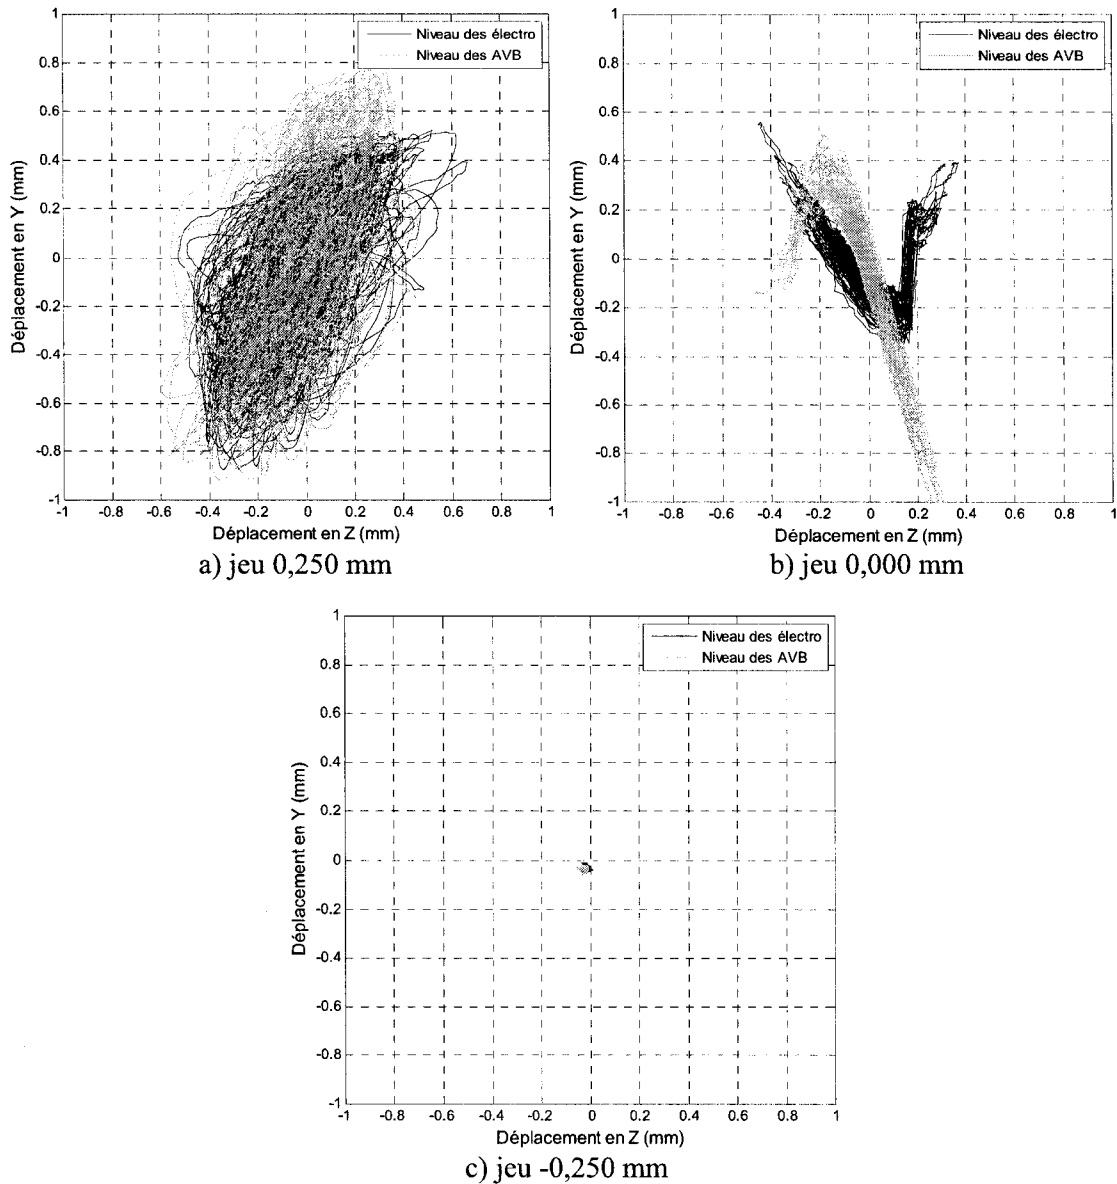 1
0.8
0.6
0.4
0.2
0
-0.2
-0.4
-0.6
-0.8
-1
Déplacement en Y (mm)
Niveau des électro
Niveau des AVB
-1 -0.8 -0.6 -0.4 -0.2 0 0.2 0.4 0.6 0.8 1
Déplacement en Z (mm)
a) jeu 0,250 mm
1
0.8
0.6
0.4
0.2
0
-0.2
-0.4
-0.6
-0.8
-1
Déplacement en Y (mm)
Niveau des électro
Niveau des AVB
-1 -0.8 -0.6 -0.4 -0.2 0 0.2 0.4 0.6 0.8 1
Déplacement en Z (mm)
b) jeu 0,000 mm
1
0.8
0.6
0.4
0.2
0
-0.2
-0.4
-0.6
-0.8
-1
Déplacement en Y (mm)
Niveau des électro
Niveau des AVB
-1 -0.8 -0.6 -0.4 -0.2 0 0.2 0.4 0.6 0.8 1
Déplacement en Z (mm)
c) jeu -0,250 mm